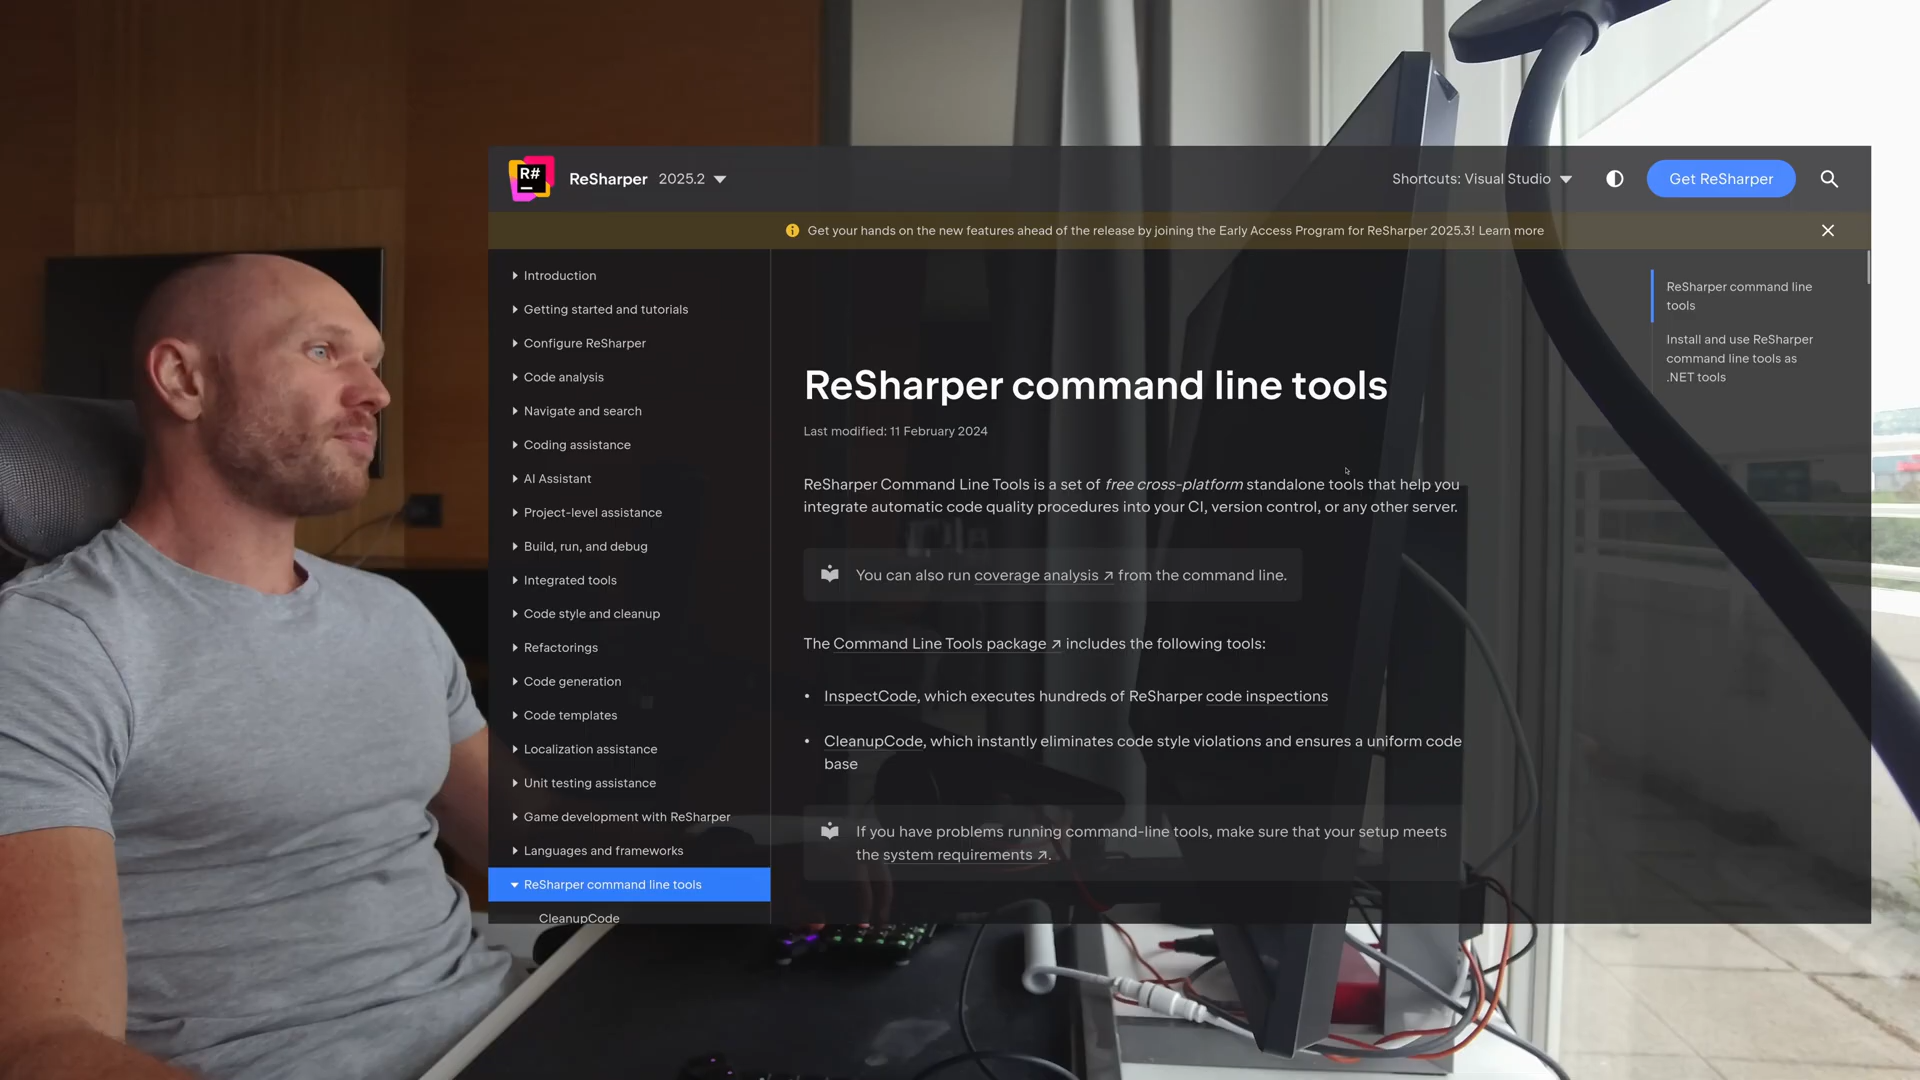 R#
ReSharper 2025.2
Shortcuts: Visual Studio
Get ReSharper
Get your hands on the new features ahead of the release by joining the Early Access Program for ReSharper 2025.3! Learn more
Introduction
Getting started and tutorials
Configure ReSharper
Code analysis
Navigate and search
Coding assistance
AI Assistant
Project-level assistance
Build, run, and debug
Integrated tools
Code style and cleanup
Refactorings
Code generation
Code templates
Localization assistance
Unit testing assistance
Game development with ReSharper
Languages and frameworks
ReSharper command line tools
CleanupCode
ReSharper command line tools
Last modified: 11 February 2024
ReSharper Command Line Tools is a set of free cross-platform standalone tools that help you
integrate automatic code quality procedures into your CI, version control, or any other server.
You can also run coverage analysis ↗ from the command line.
The Command Line Tools package ↗ includes the following tools:
• InspectCode, which executes hundreds of ReSharper code inspections
• CleanupCode, which instantly eliminates code style violations and ensures a uniform code
base
If you have problems running command-line tools, make sure that your setup meets
the system requirements ↗.
ReSharper command line
tools
Install and use ReSharper
command line tools as
.NET tools